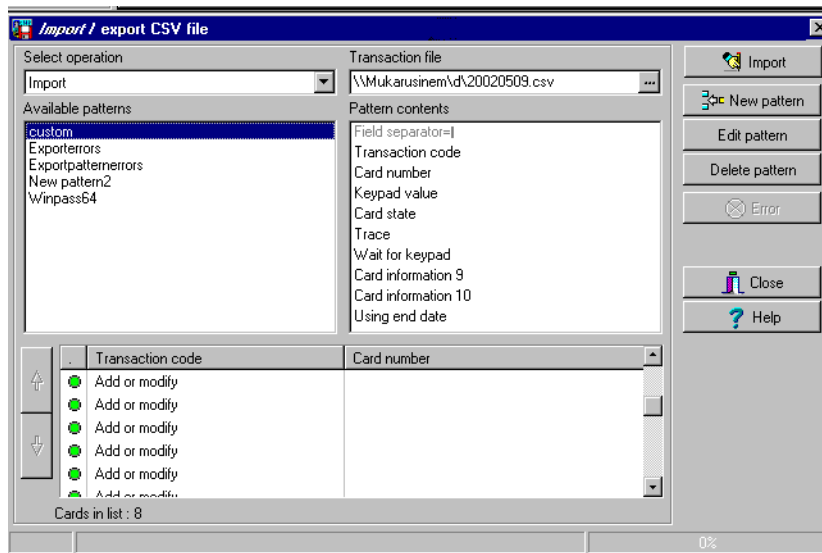 Import / export CSV file
Select operation
Import
Transaction file
\\Mukarusinem\d\20020509.csv ...
Available patterns
custom
Exporterrors
Exportpatternerrors
New pattern2
Winpass64
Pattern contents
Field separator=|
Transaction code
Card number
Keypad value
Card state
Trace
Wait for keypad
Card information 9
Card information 10
Using end date
Import
New pattern
Edit pattern
Delete pattern
Error
Close
Help
. Transaction code Card number
Add or modify
Add or modify
Add or modify
Add or modify
Add or modify
Add or modify
Cards in list : 8
0%